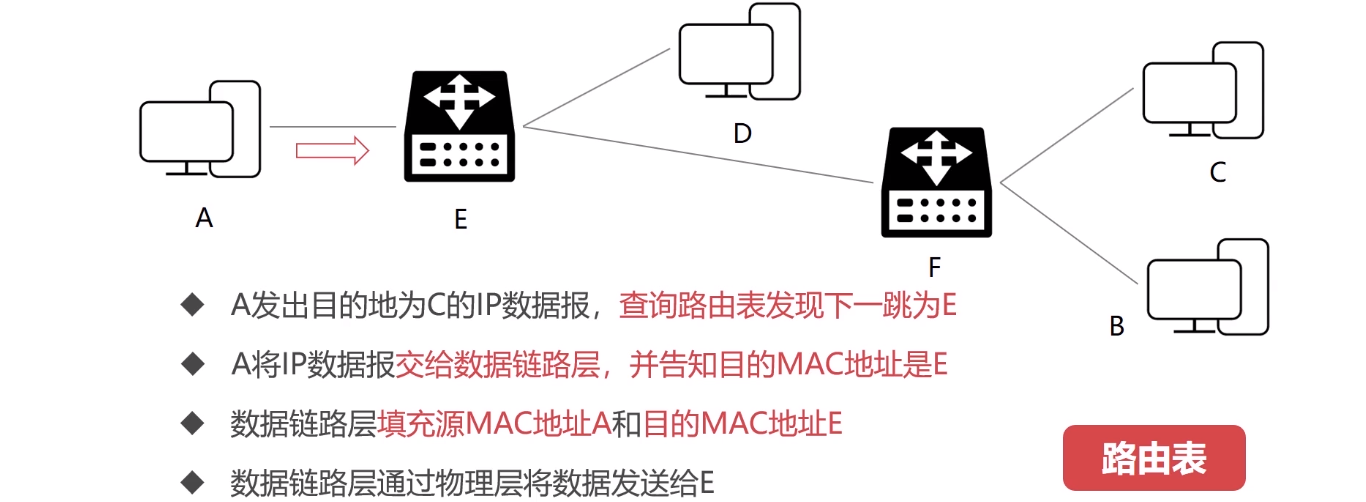 D
C
A
E
F
B
A发出目的地为C的IP数据报，查询路由表发现下一跳为E
A将IP数据报交给数据链路层，并告知目的MAC地址是E
数据链路层填充源MAC地址A和目的MAC地址E
数据链路层通过物理层将数据发送给E
路由表